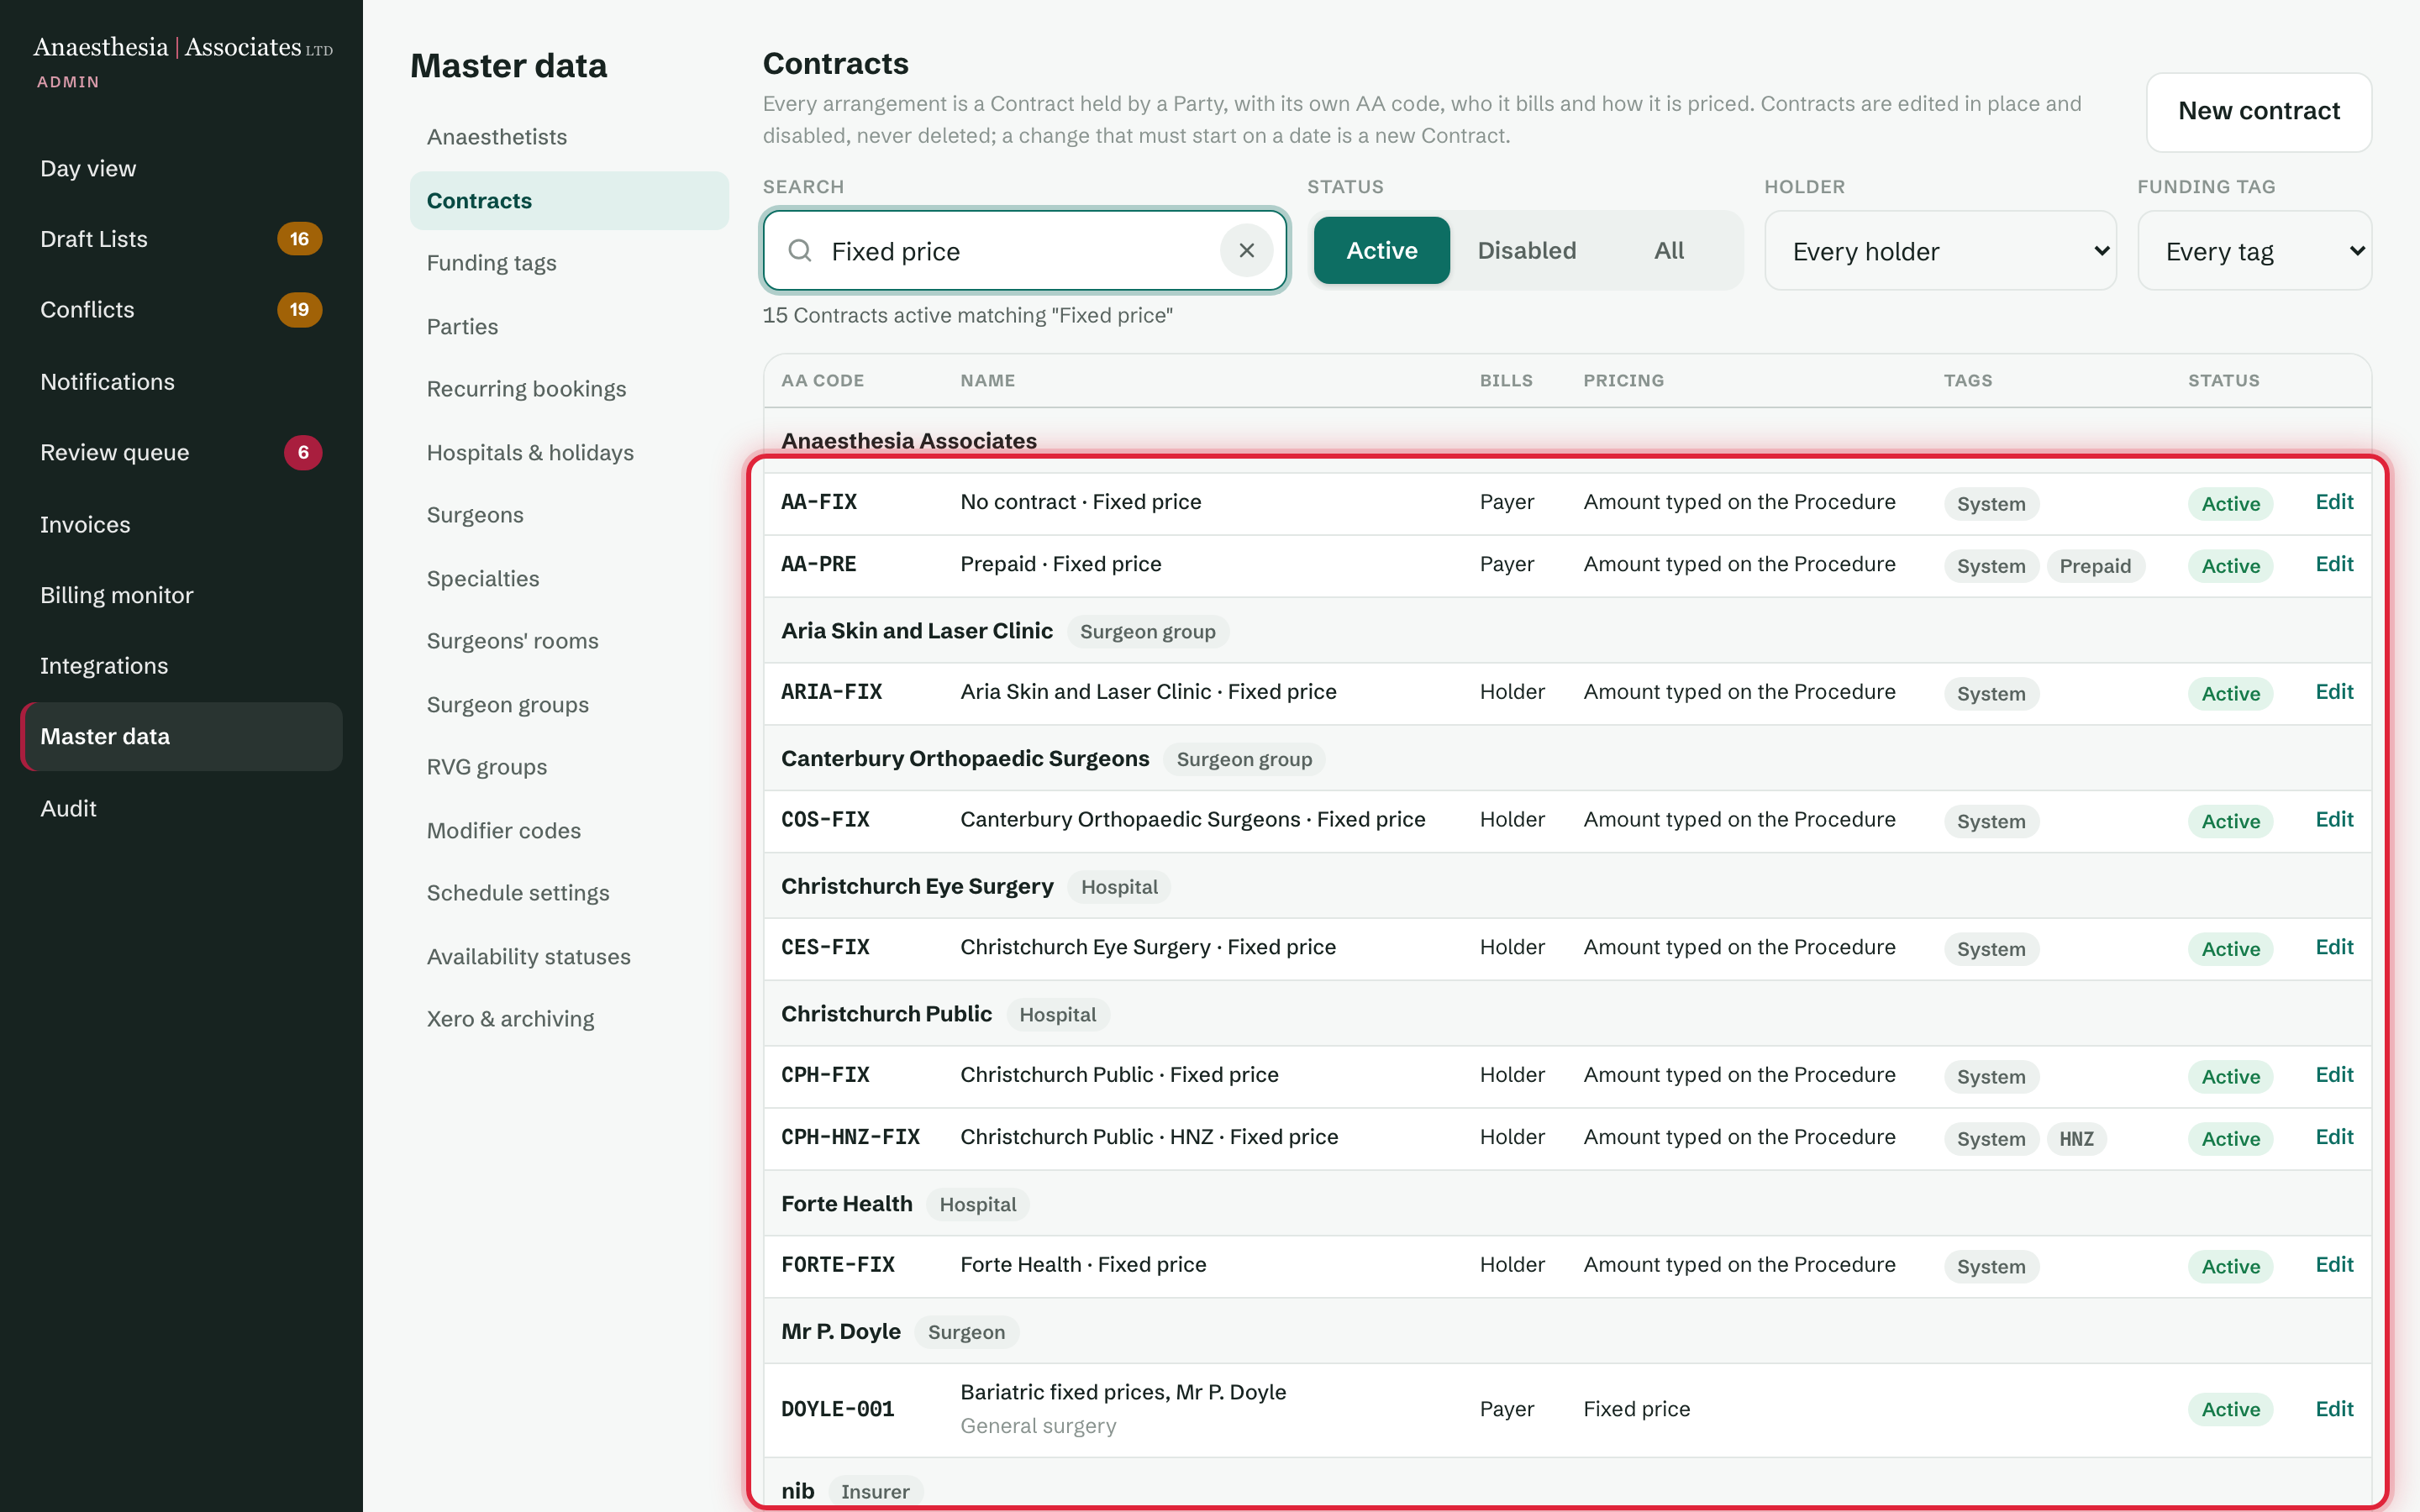 Anaesthesia | Associates LTD
ADMIN
Day view
Draft Lists 16
Conflicts 19
Notifications
Review queue 6
Invoices
Billing monitor
Integrations
Master data
Audit
Master data
Anaesthetists
Contracts
Funding tags
Parties
Recurring bookings
Hospitals & holidays
Surgeons
Specialties
Surgeons' rooms
Surgeon groups
RVG groups
Modifier codes
Schedule settings
Availability statuses
Xero & archiving
Contracts
Every arrangement is a Contract held by a Party, with its own AA code, who it bills and how it is priced. Contracts are edited in place and
disabled, never deleted; a change that must start on a date is a new Contract.
New contract
SEARCH STATUS HOLDER FUNDING TAG
Fixed price Active Disabled All Every holder Every tag
15 Contracts active matching "Fixed price"
AA CODE NAME BILLS PRICING TAGS STATUS
Anaesthesia Associates
AA-FIX No contract · Fixed price Payer Amount typed on the Procedure System Active Edit
AA-PRE Prepaid · Fixed price Payer Amount typed on the Procedure System Prepaid Active Edit
Aria Skin and Laser Clinic Surgeon group
ARIA-FIX Aria Skin and Laser Clinic · Fixed price Holder Amount typed on the Procedure System Active Edit
Canterbury Orthopaedic Surgeons Surgeon group
COS-FIX Canterbury Orthopaedic Surgeons · Fixed price Holder Amount typed on the Procedure System Active Edit
Christchurch Eye Surgery Hospital
CES-FIX Christchurch Eye Surgery · Fixed price Holder Amount typed on the Procedure System Active Edit
Christchurch Public Hospital
CPH-FIX Christchurch Public · Fixed price Holder Amount typed on the Procedure System Active Edit
CPH-HNZ-FIX Christchurch Public · HNZ · Fixed price Holder Amount typed on the Procedure System HNZ Active Edit
Forte Health Hospital
FORTE-FIX Forte Health · Fixed price Holder Amount typed on the Procedure System Active Edit
Mr P. Doyle Surgeon
DOYLE-001 Bariatric fixed prices, Mr P. Doyle Payer Fixed price Active Edit
General surgery
nib Insurer